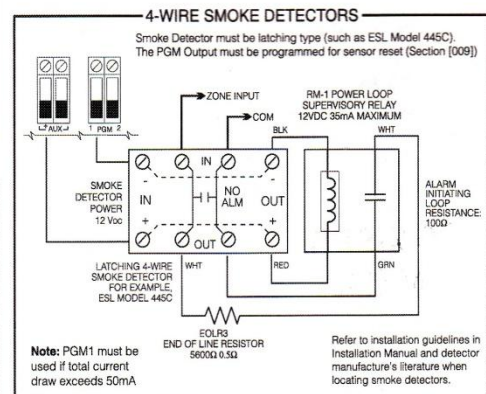 4-WIRE SMOKE DETECTORS
Smoke Detector must be latching type (such as ESL Model 445C).
The PGM Output must be programmed for sensor reset (Section [009])
AUX
1 PGM 2
ZONE INPUT
COM
RM-1 POWER LOOP
SUPERVISORY RELAY
12VDC 35mA MAXIMUM
BLK
WHT
IN
- -
SMOKE
DETECTOR
POWER
12 VDC
IN
NO
ALM
OUT
+ +
OUT
ALARM
INITIATING
LOOP
RESISTANCE:
100Ω
LATCHING 4-WIRE
SMOKE DETECTOR
FOR EXAMPLE,
ESL MODEL 445C
WHT
RED
GRN
EOLR3
END OF LINE RESISTOR
5600Ω 0.5Ω
Note: PGM1 must be
used if total current
draw exceeds 50mA
Refer to installation guidelines in
Installation Manual and detector
manufacture's literature when
locating smoke detectors.